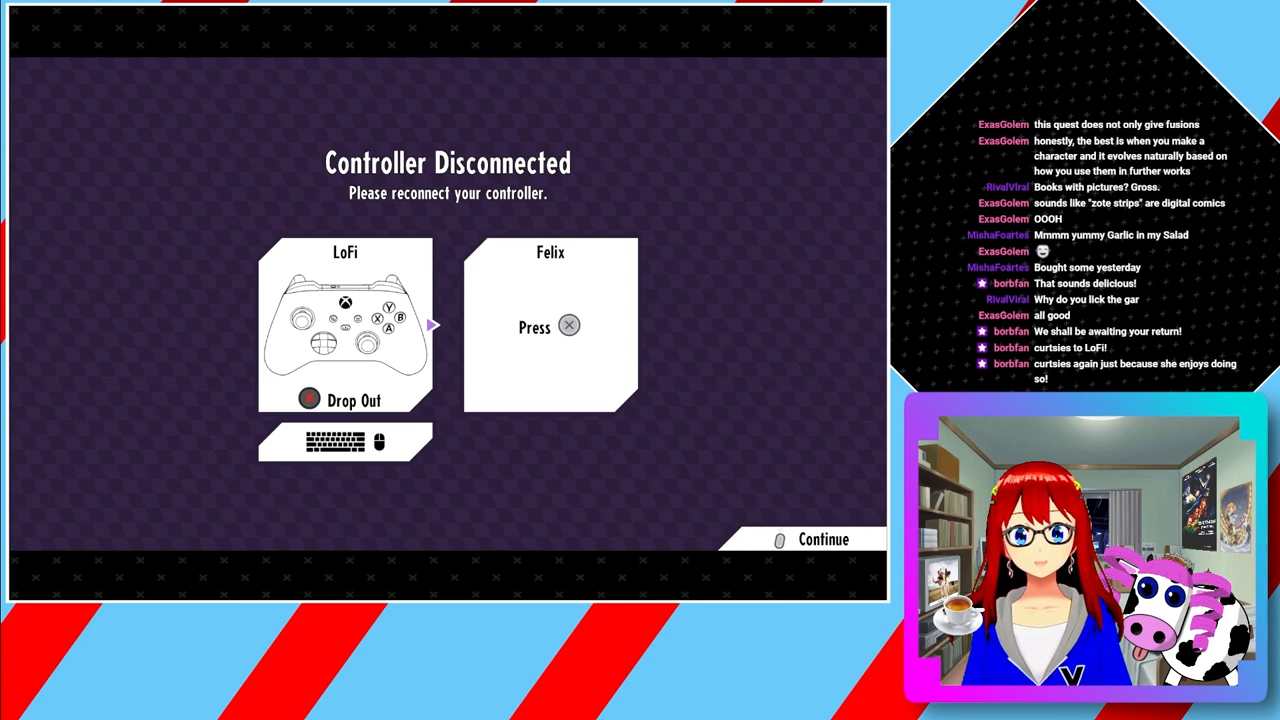 Controller Disconnected
Please reconnect your controller.
LoFi
Y
X
B
A
Drop Out
Felix
Press
Continue
ExasGolem this quest does not only give fusions
ExasGolem honestly, the best is when you make a
character and it evolves naturally based on
how you use them in further works
RivalViral Books with pictures? Gross.
ExasGolem sounds like "zote strips" are digital comics
ExasGolem OOOH
MishaFoartes Mmmm yummy Garlic in my Salad
ExasGolem
MishaFoartes Bought some yesterday
borbfan That sounds delicious!
RivalViral Why do you lick the gar
ExasGolem all good
borbfan We shall be awaiting your return!
borbfan curtsies to LoFi!
borbfan curtsies again just because she enjoys doing
so!
V